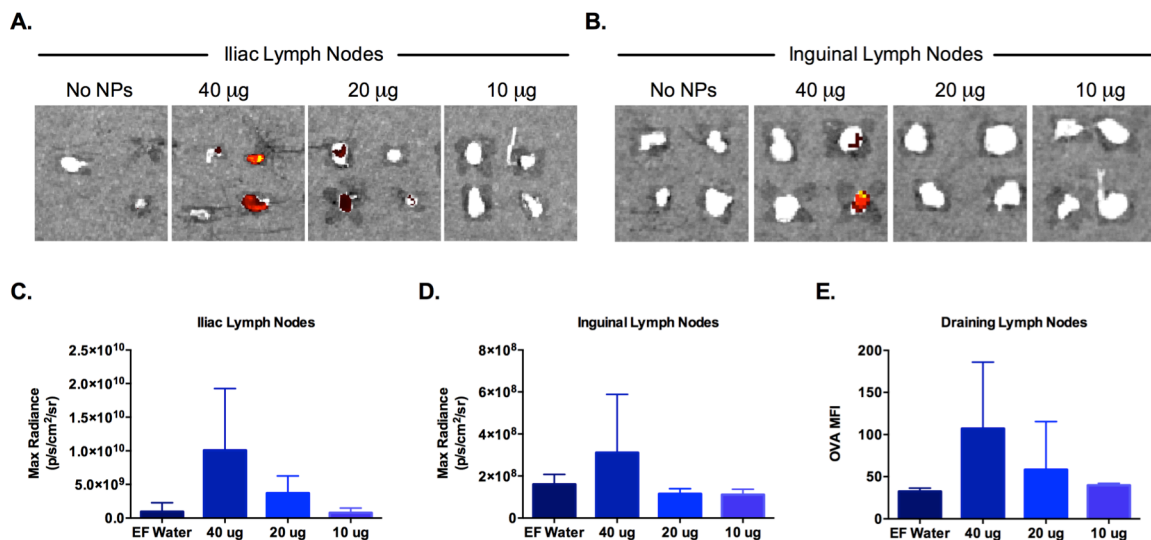 A.
Iliac Lymph Nodes
No NPs 40 μg 20 μg 10 μg
B.
Inguinal Lymph Nodes
No NPs 40 μg 20 μg 10 μg
C.
Iliac Lymph Nodes
Max Radiance
(p/s/cm²/sr)
2.5×10¹⁰
2.0×10¹⁰
1.5×10¹⁰
1.0×10¹⁰
5.0×10⁹
0.0
EF Water 40 ug 20 ug 10 ug
D.
Inguinal Lymph Nodes
Max Radiance
(p/s/cm²/sr)
8×10⁸
6×10⁸
4×10⁸
2×10⁸
0
EF Water 40 ug 20 ug 10 ug
E.
Draining Lymph Nodes
OVA MFI
200
150
100
50
0
EF Water 40 ug 20 ug 10 ug